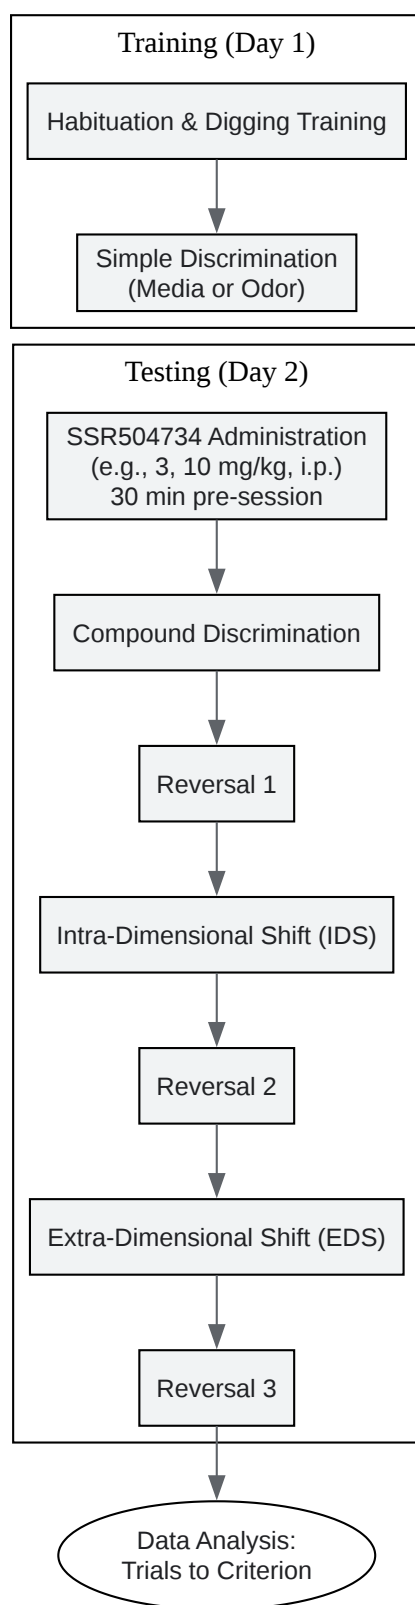 Training (Day 1)
Habituation & Digging Training
Simple Discrimination
(Media or Odor)
Testing (Day 2)
SSR504734 Administration
(e.g., 3, 10 mg/kg, i.p.)
30 min pre-session
Compound Discrimination
Reversal 1
Intra-Dimensional Shift (IDS)
Reversal 2
Extra-Dimensional Shift (EDS)
Reversal 3
Data Analysis:
Trials to Criterion